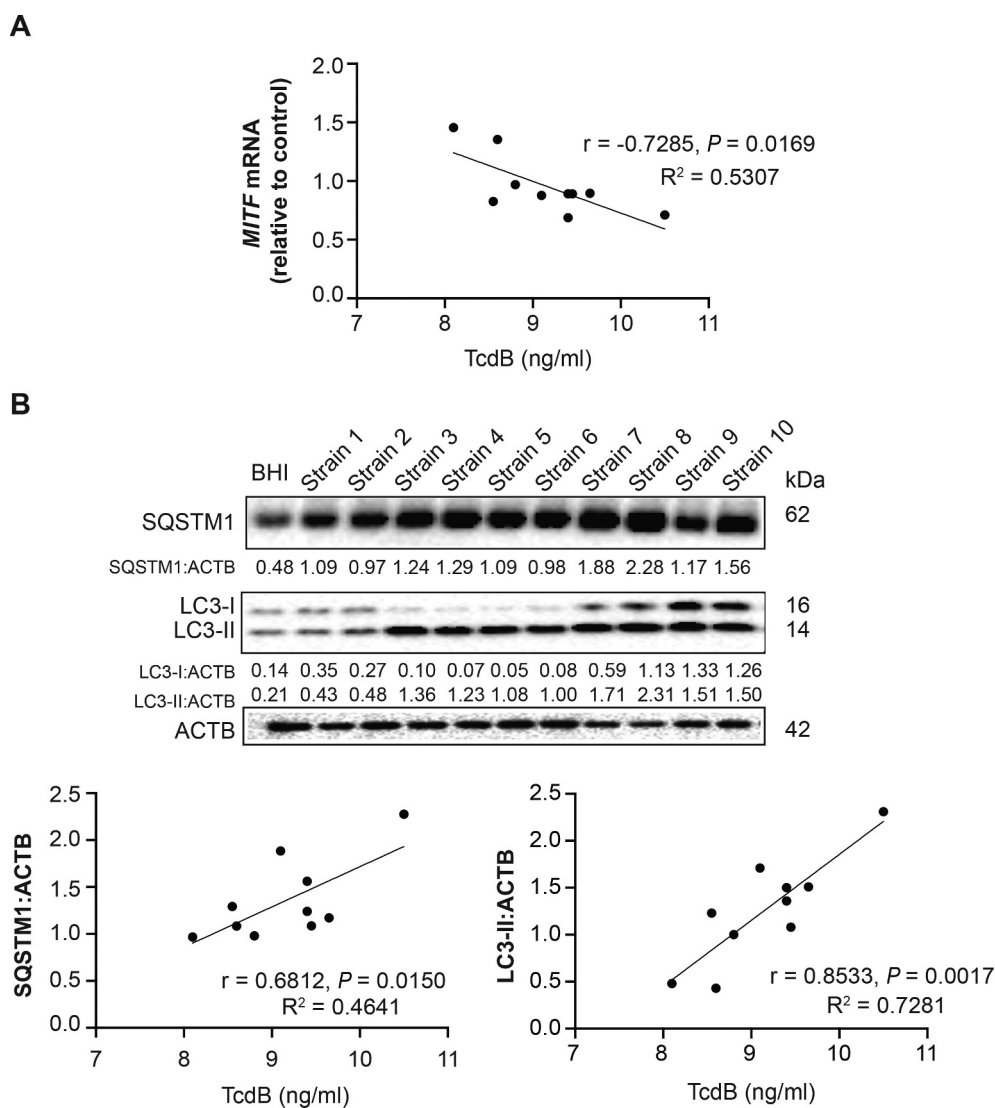 A
2.0
1.5
1.0
0.5
0.0
MITF mRNA
(relative to control)
r = -0.7285, P = 0.0169
R² = 0.5307
7 8 9 10 11
TcdB (ng/ml)
B
BHI Strain 1 Strain 2 Strain 3 Strain 4 Strain 5 Strain 6 Strain 7 Strain 8 Strain 9 Strain 10 kDa
SQSTM1 62
SQSTM1:ACTB 0.48 1.09 0.97 1.24 1.29 1.09 0.98 1.88 2.28 1.17 1.56
LC3-I 16
LC3-II 14
LC3-I:ACTB 0.14 0.35 0.27 0.10 0.07 0.05 0.08 0.59 1.13 1.33 1.26
LC3-II:ACTB 0.21 0.43 0.48 1.36 1.23 1.08 1.00 1.71 2.31 1.51 1.50
ACTB 42
2.5
2.0
1.5
1.0
0.5
0.0
SQSTM1:ACTB
r = 0.6812, P = 0.0150
R² = 0.4641
7 8 9 10 11
TcdB (ng/ml)
2.5
2.0
1.5
1.0
0.5
0.0
LC3-II:ACTB
r = 0.8533, P = 0.0017
R² = 0.7281
7 8 9 10 11
TcdB (ng/ml)